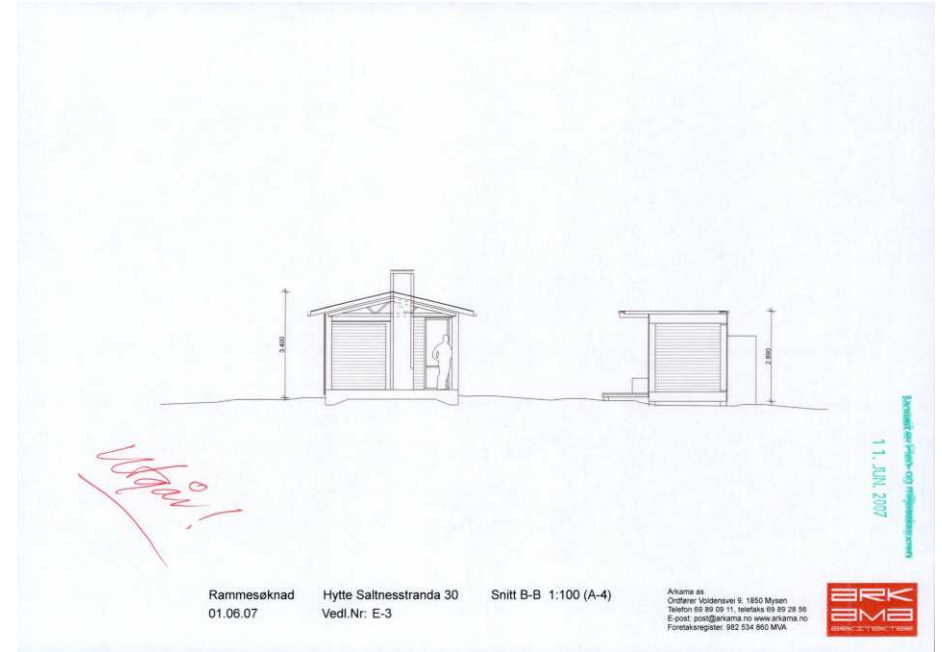 3.400
2.890
Utgår!
11. JUN. 2007
Rammesøknad
01.06.07
Hytte Saltnesstranda 30
Vedl.Nr: E-3
Snitt B-B 1:100 (A-4)
Arkama as
Ordfører Voldensvei 9, 1850 Mysen
Telefon 69 89 09 11, telefaks 69 89 28 56
E-post: post@arkama.no www.arkama.no
Foretaksregister. 982 534 860 MVA
ARK
AMA
ARKITEKTER